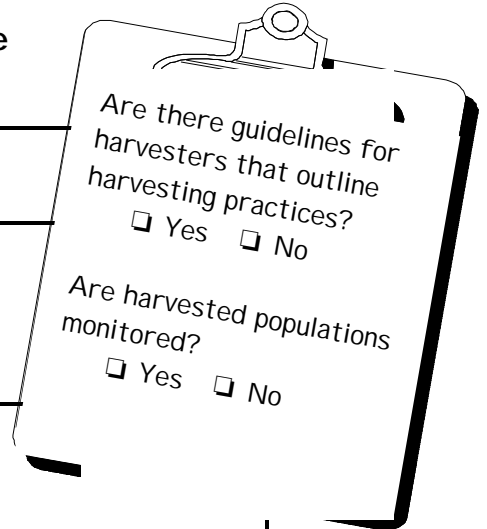 e
Are there guidelines for
harvesters that outline
harvesting practices?
❏ Yes ❏ No
Are harvested populations
monitored?
❏ Yes ❏ No